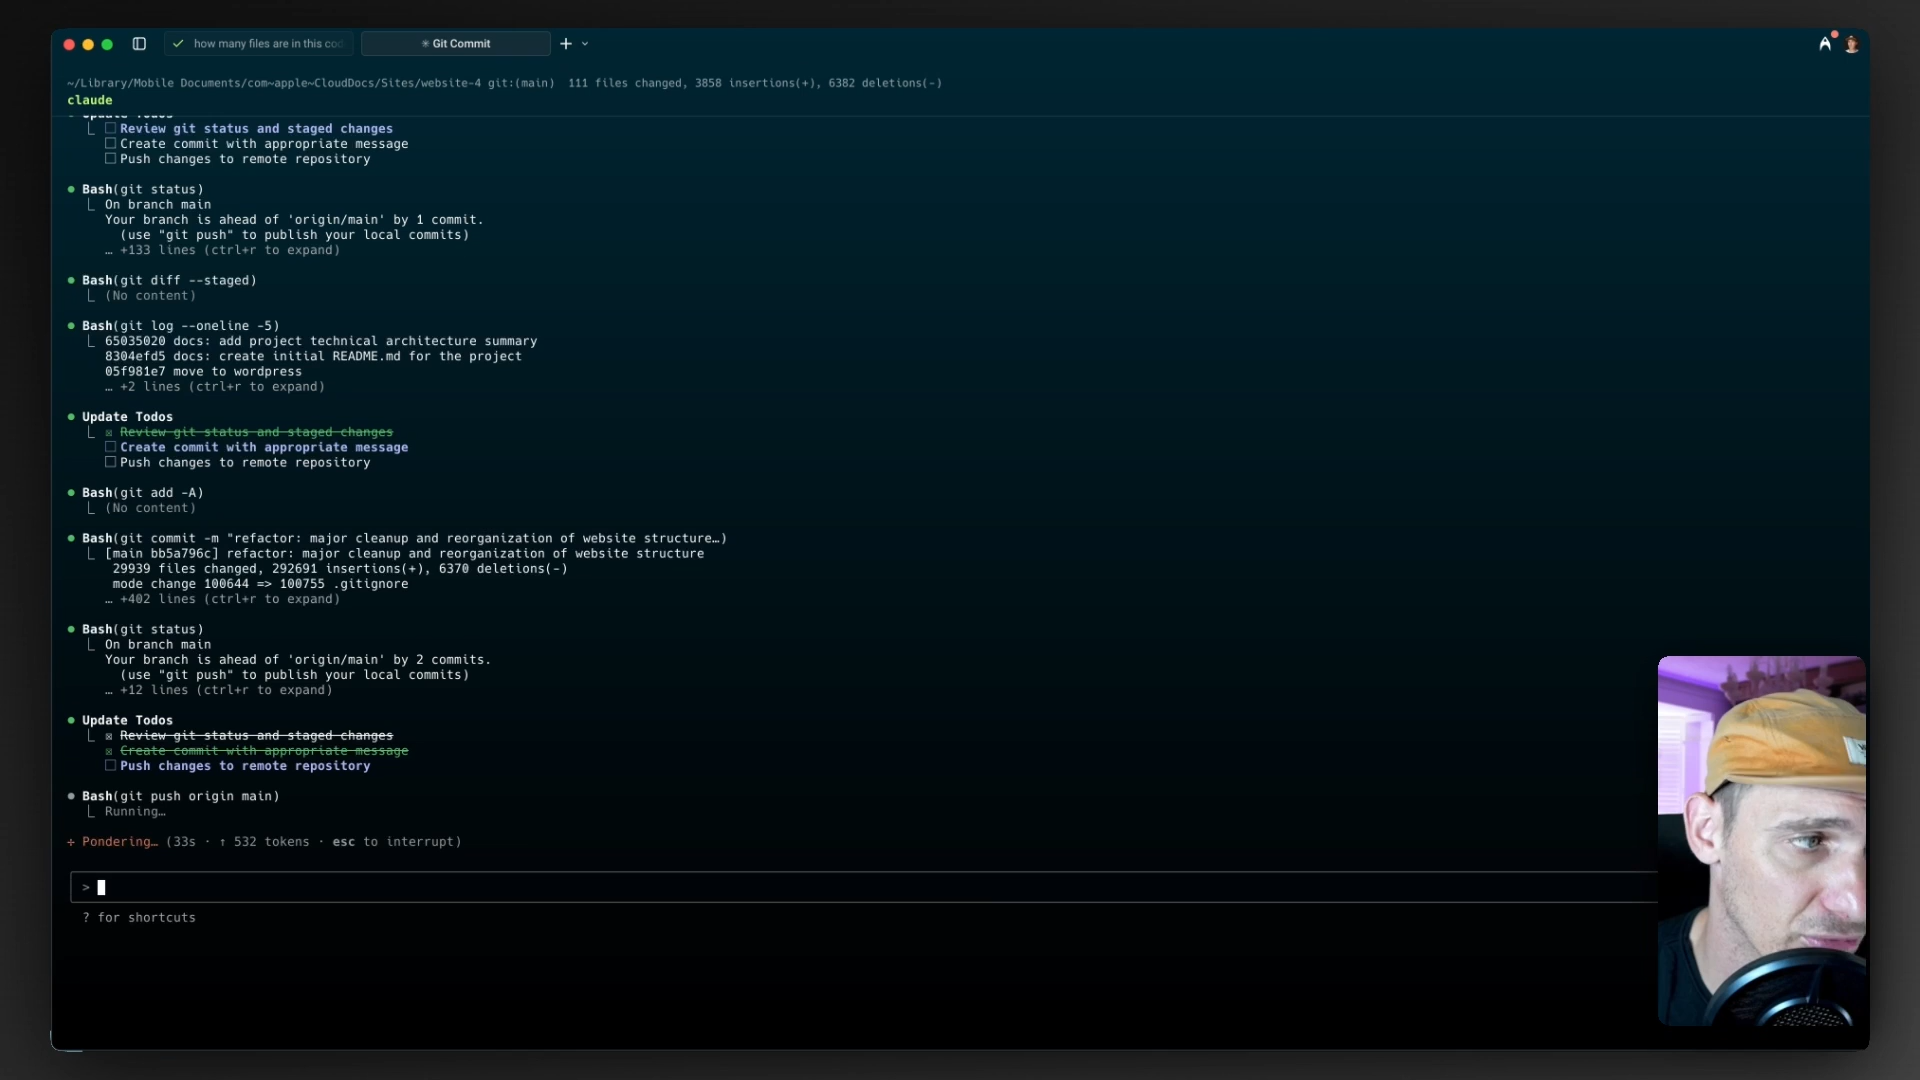 how many files are in this cod
✳ Git Commit
~/Library/Mobile Documents/com~apple~CloudDocs/Sites/website-4 git:(main)  111 files changed, 3858 insertions(+), 6382 deletions(-)
claude
Update Todos
☐ Review git status and staged changes
☐ Create commit with appropriate message
☐ Push changes to remote repository
● Bash(git status)
⎿ On branch main
Your branch is ahead of 'origin/main' by 1 commit.
(use "git push" to publish your local commits)
… +133 lines (ctrl+r to expand)
● Bash(git diff --staged)
⎿ (No content)
● Bash(git log --oneline -5)
⎿ 65035020 docs: add project technical architecture summary
8304efd5 docs: create initial README.md for the project
05f981e7 move to wordpress
… +2 lines (ctrl+r to expand)
● Update Todos
⎿ ☒ Review git status and staged changes
☐ Create commit with appropriate message
☐ Push changes to remote repository
● Bash(git add -A)
⎿ (No content)
● Bash(git commit -m "refactor: major cleanup and reorganization of website structure…)
⎿ [main bb5a796c] refactor: major cleanup and reorganization of website structure
29939 files changed, 292691 insertions(+), 6370 deletions(-)
mode change 100644 => 100755 .gitignore
… +402 lines (ctrl+r to expand)
● Bash(git status)
⎿ On branch main
Your branch is ahead of 'origin/main' by 2 commits.
(use "git push" to publish your local commits)
… +12 lines (ctrl+r to expand)
● Update Todos
⎿ ☒ Review git status and staged changes
☒ Create commit with appropriate message
☐ Push changes to remote repository
● Bash(git push origin main)
⎿ Running…
✢ Pondering… (33s · ↑ 532 tokens · esc to interrupt)
>
? for shortcuts